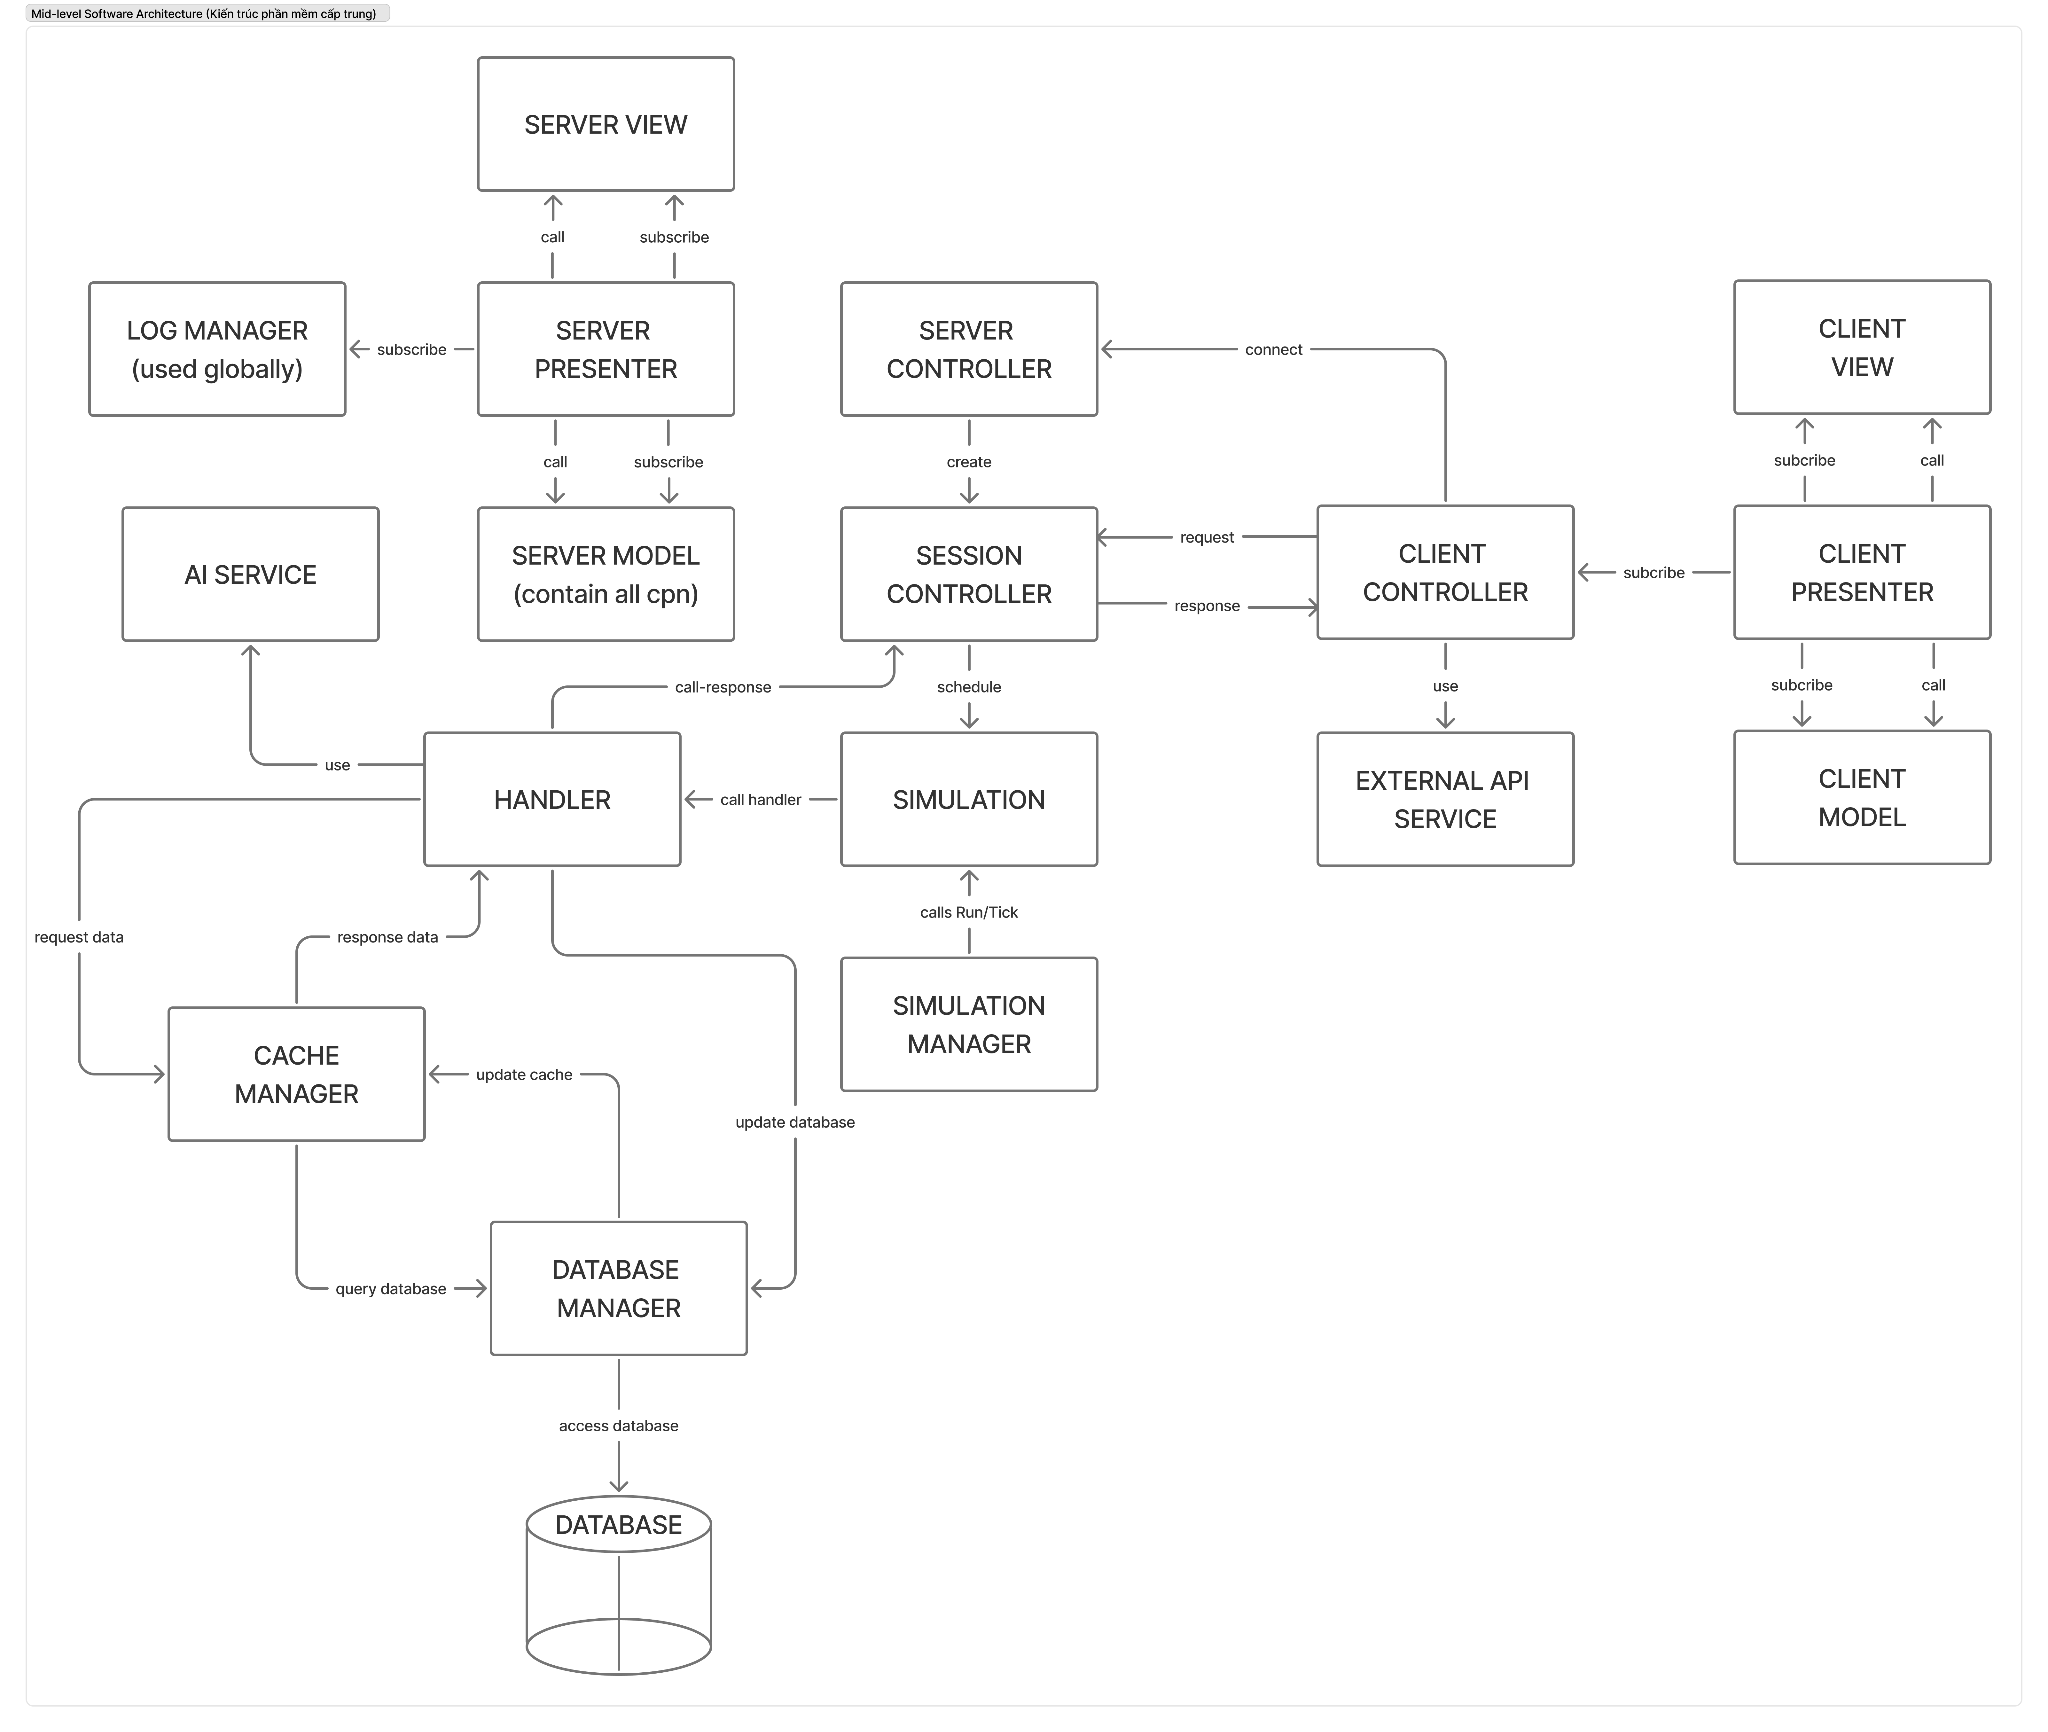 Mid-level Software Architecture (Kiến trúc phần mềm cấp trung)
SERVER VIEW
call
subscribe
LOG MANAGER
(used globally)
subscribe
SERVER
PRESENTER
SERVER
CONTROLLER
connect
CLIENT
VIEW
call
subscribe
create
subcribe
call
AI SERVICE
SERVER MODEL
(contain all cpn)
SESSION
CONTROLLER
request
response
CLIENT
CONTROLLER
subcribe
CLIENT
PRESENTER
call-response
schedule
use
subcribe
call
use
HANDLER
call handler
SIMULATION
EXTERNAL API
SERVICE
CLIENT
MODEL
request data
response data
calls Run/Tick
SIMULATION
MANAGER
CACHE
MANAGER
update cache
update database
query database
DATABASE
MANAGER
access database
DATABASE